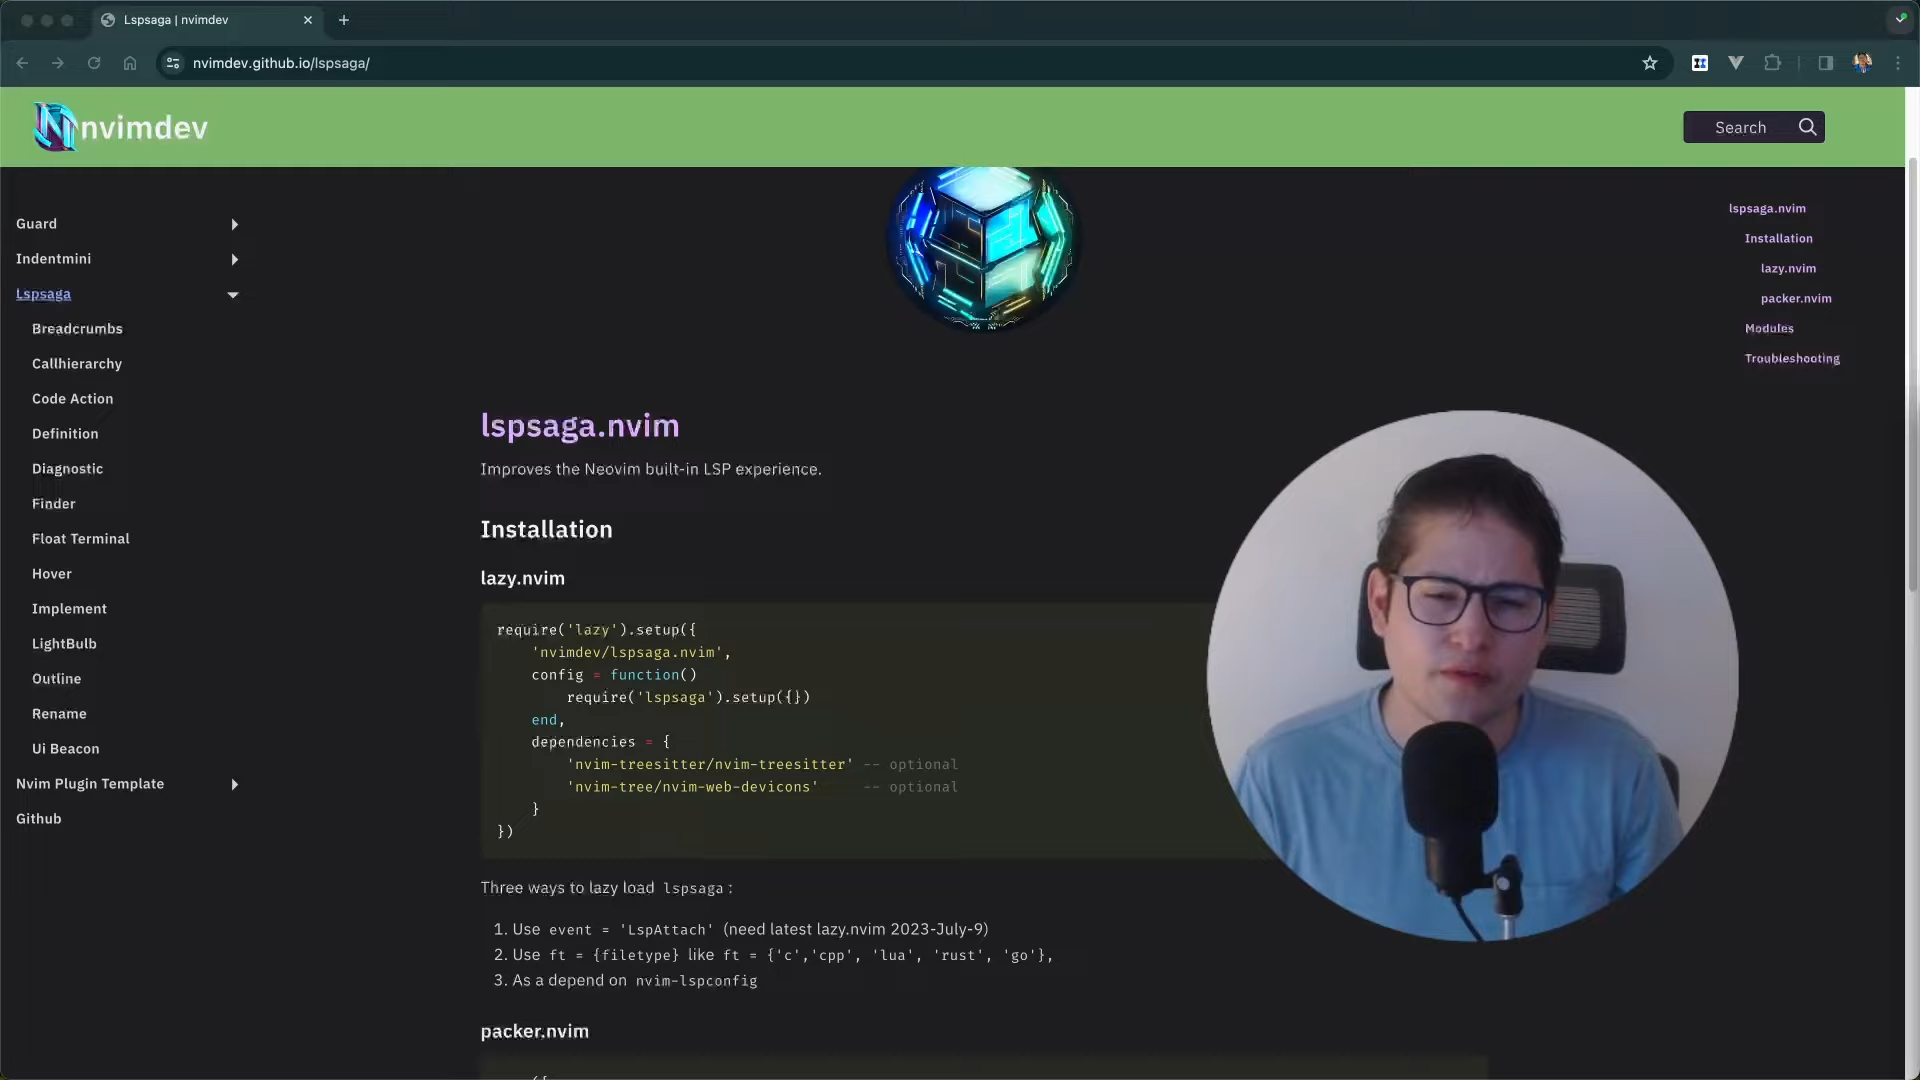 Lspsaga | nvimdev
nvimdev.github.io/lspsaga/
nvimdev
Search
Guard
Indentmini
Lspsaga
Breadcrumbs
Callhierarchy
Code Action
Definition
Diagnostic
Finder
Float Terminal
Hover
Implement
LightBulb
Outline
Rename
Ui Beacon
Nvim Plugin Template
Github
lspsaga.nvim
Improves the Neovim built-in LSP experience.
Installation
lazy.nvim
require('lazy').setup({
    'nvimdev/lspsaga.nvim',
    config = function()
        require('lspsaga').setup({})
    end,
    dependencies = {
        'nvim-treesitter/nvim-treesitter' -- optional
        'nvim-tree/nvim-web-devicons'     -- optional
    }
})
Three ways to lazy load lspsaga:
1. Use event = 'LspAttach' (need latest lazy.nvim 2023-July-9)
2. Use ft = {filetype} like ft = {'c','cpp', 'lua', 'rust', 'go'},
3. As a depend on nvim-lspconfig
packer.nvim
lspsaga.nvim
Installation
lazy.nvim
packer.nvim
Modules
Troubleshooting